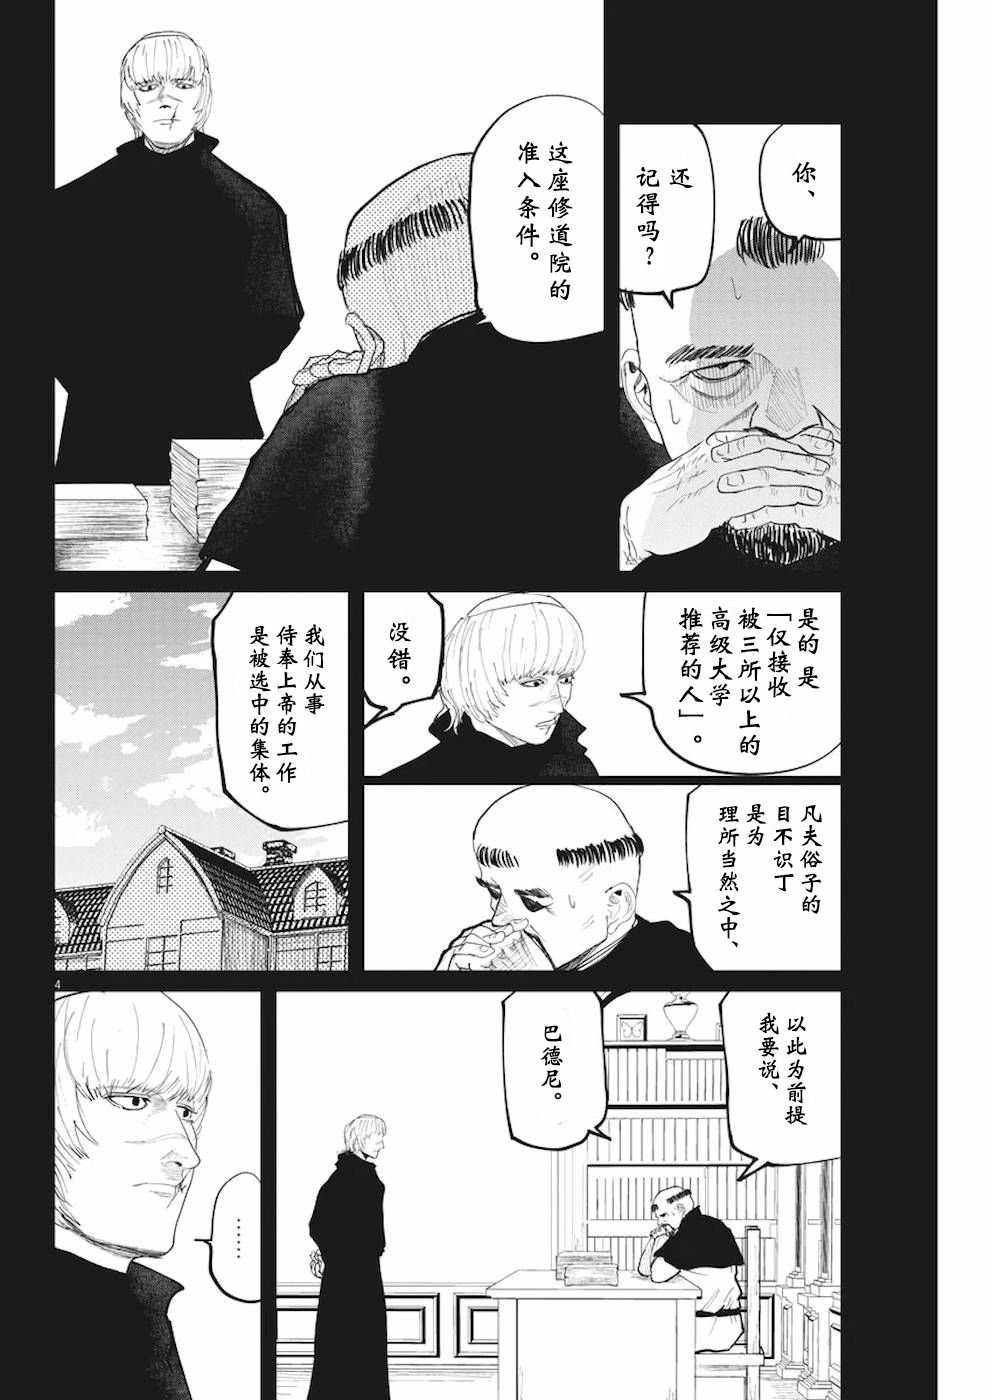 你、
还
记得吗？
这座修道院的
准入条件。
是的 是
「仅接收
被三所以上的
高级大学
推荐的人」。
没错。
凡夫俗子的
目不识丁
是为
理所当然之中、
我们从事
侍奉上帝的工作
是被选中的集体。
4
以此为前提
我要说、
巴德尼。
……